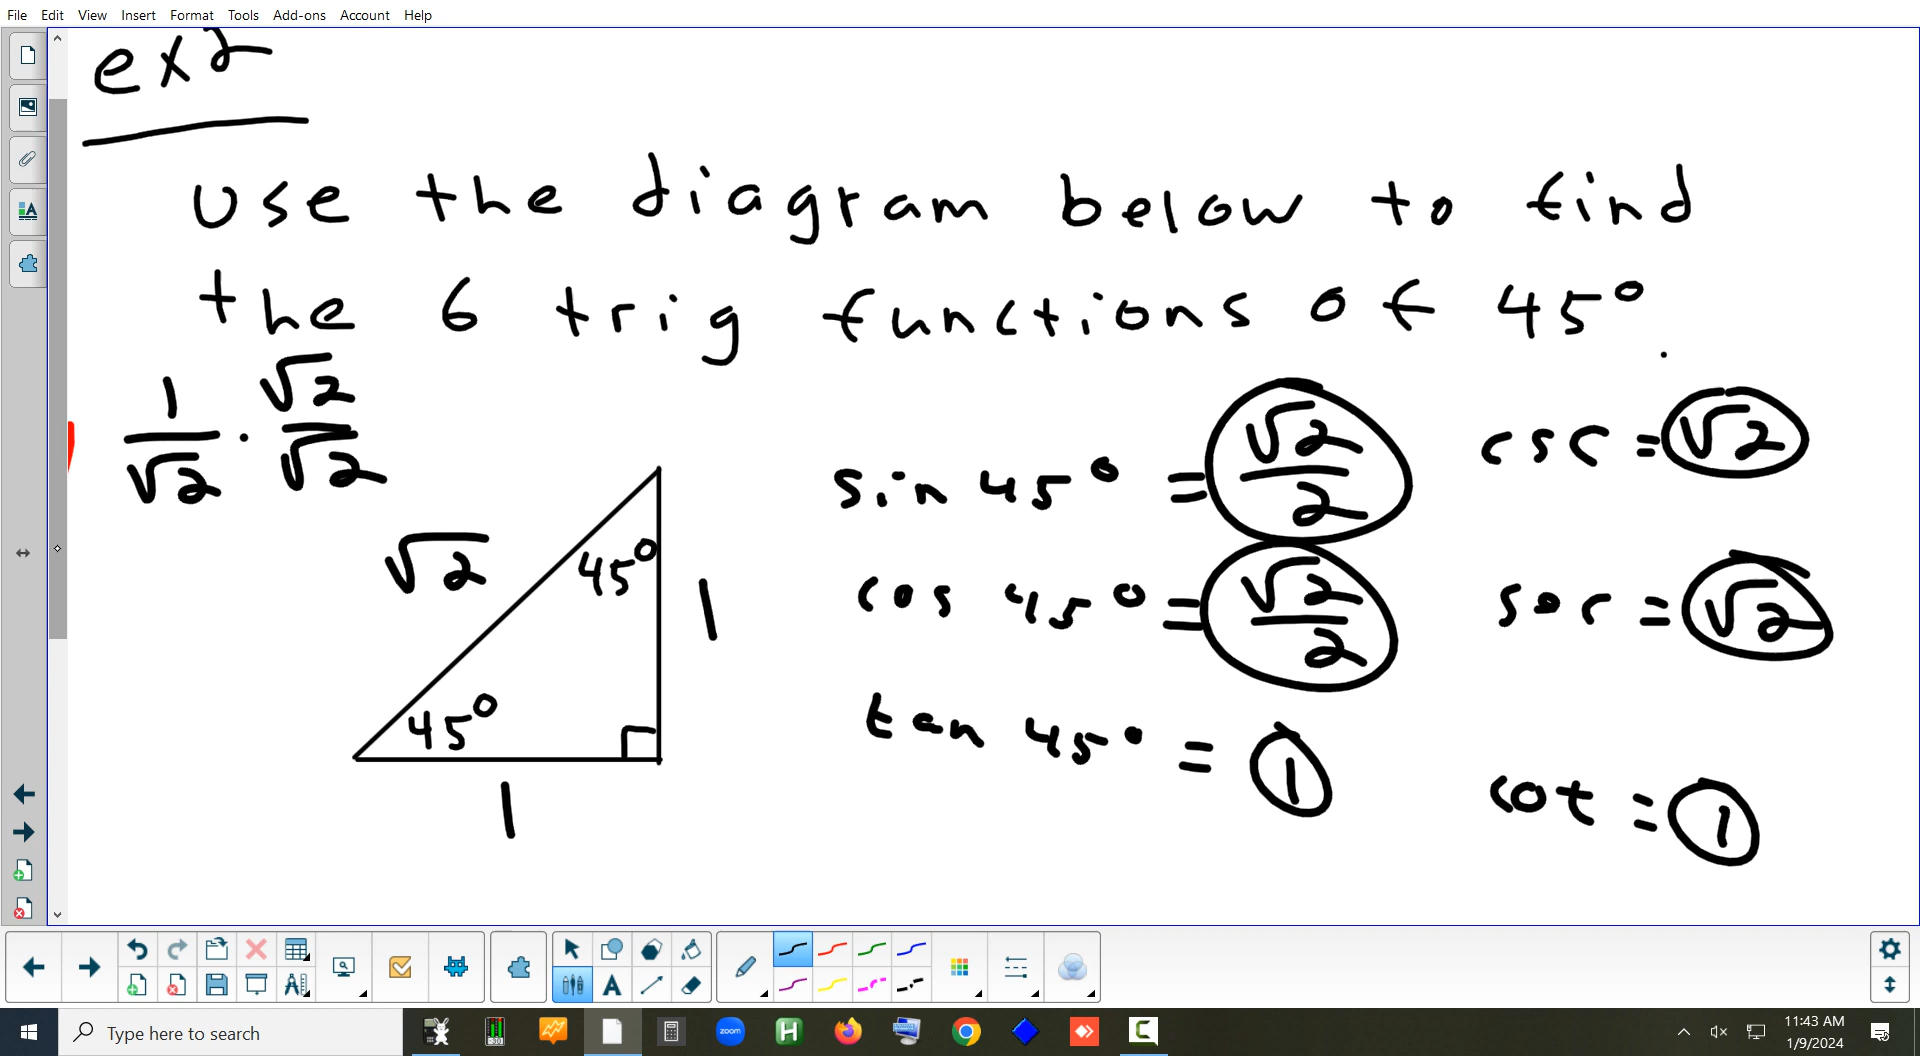 File Edit View Insert Format Tools Add-ons Account Help
ex2
Use the diagram below to find
the 6 trig functions of 45°.
1/√2 · √2/√2
√2
45°
1
45°
1
sin 45° = √2/2
csc = √2
cos 45° = √2/2
sec = √2
tan 45° = 1
cot = 1
Type here to search
zoom
11:43 AM
1/9/2024